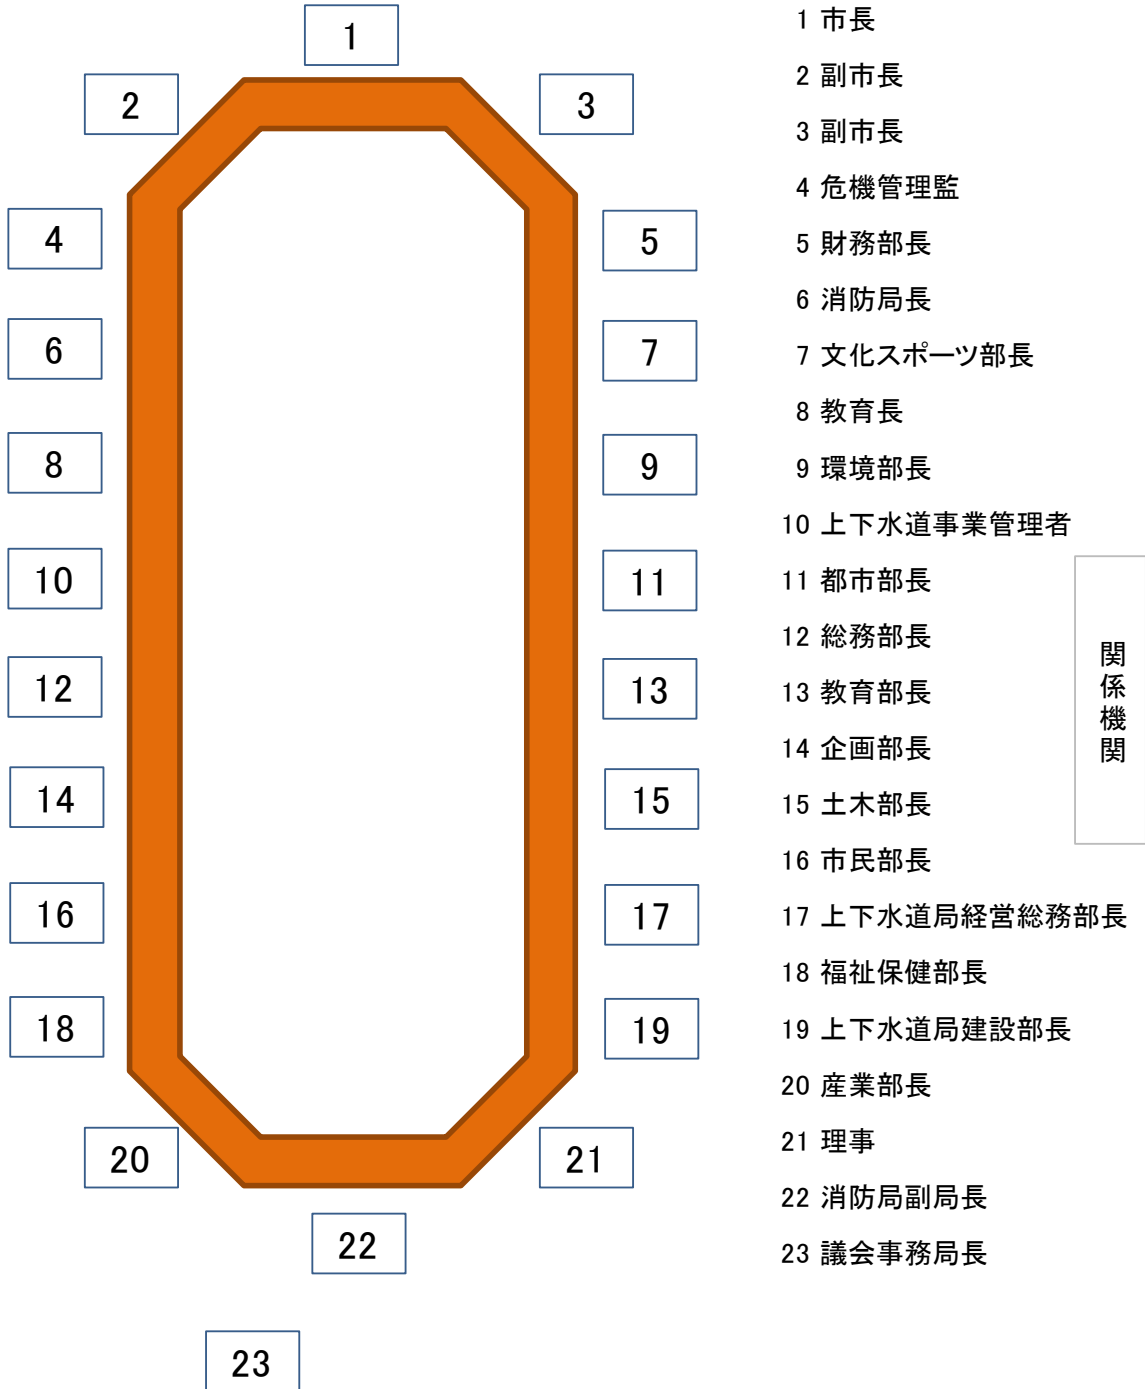 1
2
3
4
5
6
7
8
9
10
11
12
13
14
15
16
17
18
19
20
21
22
23
1 市長
2 副市長
3 副市長
4 危機管理監
5 財務部長
6 消防局長
7 文化スポーツ部長
8 教育長
9 環境部長
10 上下水道事業管理者
11 都市部長
12 総務部長
13 教育部長
14 企画部長
15 土木部長
16 市民部長
17 上下水道局経営総務部長
18 福祉保健部長
19 上下水道局建設部長
20 産業部長
21 理事
22 消防局副局長
23 議会事務局長
関係機関